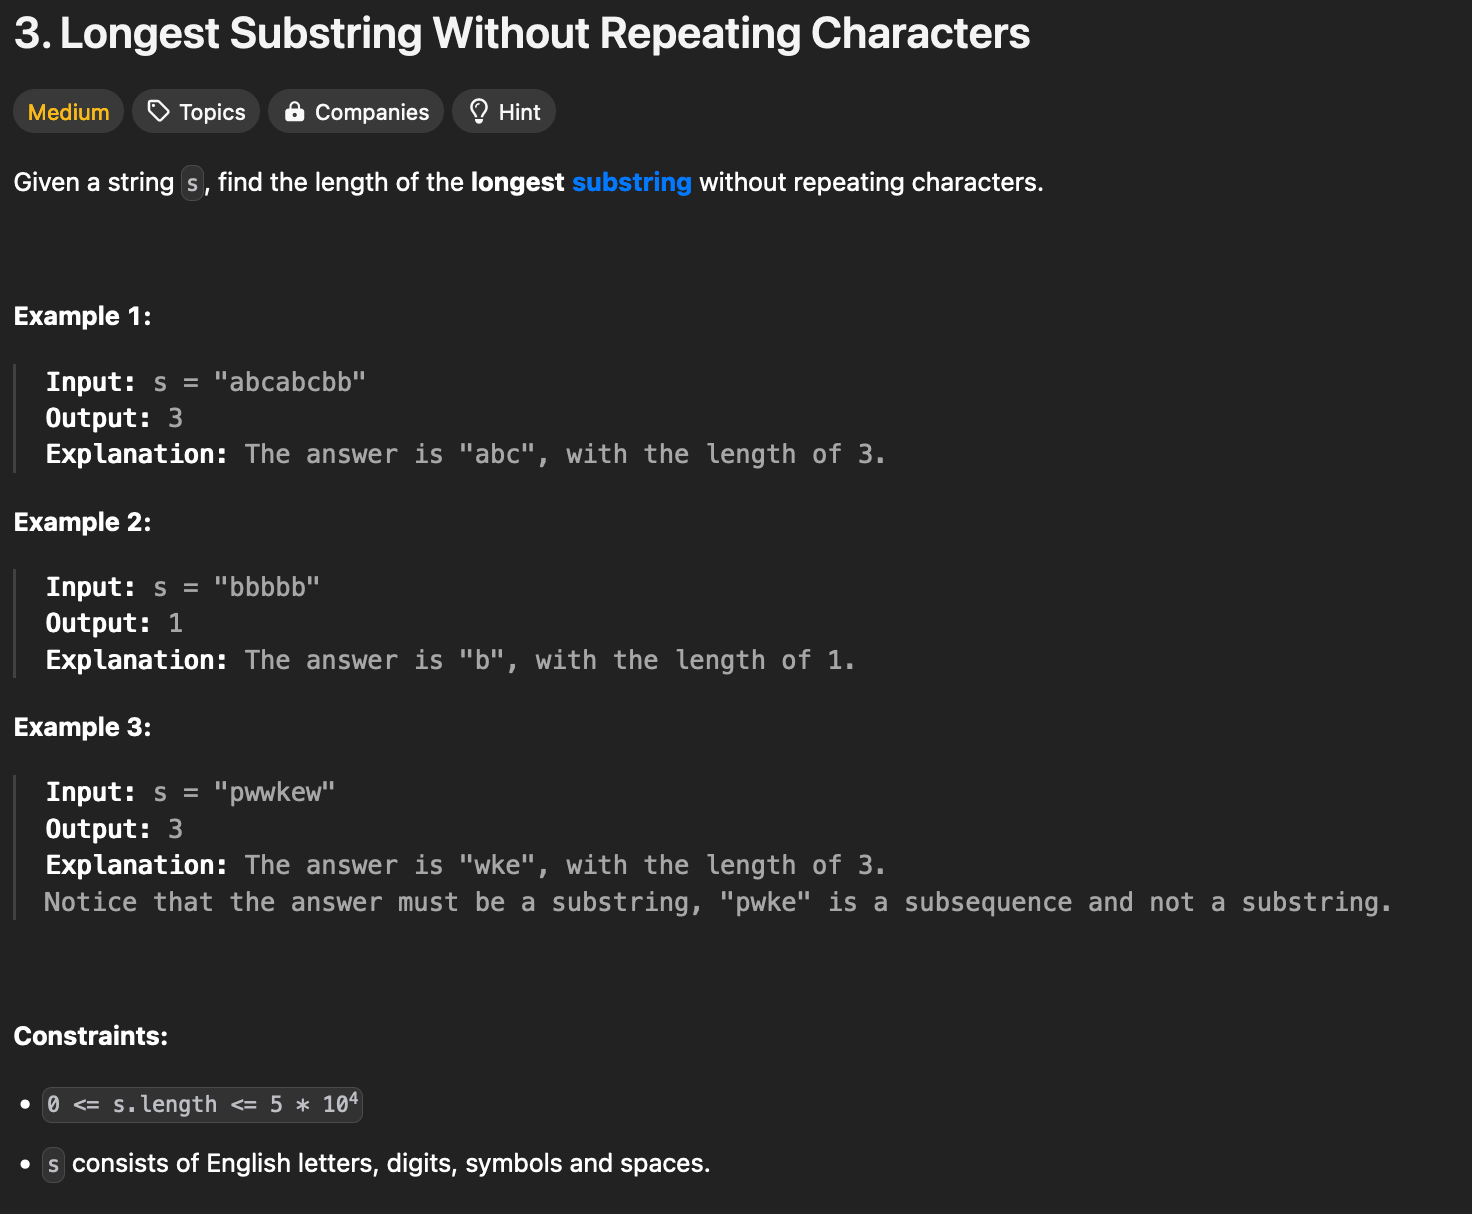 3. Longest Substring Without Repeating Characters
Medium Topics Companies Hint
Given a string s, find the length of the longest substring without repeating characters.
Example 1:
Input: s = "abcabcbb"
Output: 3
Explanation: The answer is "abc", with the length of 3.
Example 2:
Input: s = "bbbbb"
Output: 1
Explanation: The answer is "b", with the length of 1.
Example 3:
Input: s = "pwwkew"
Output: 3
Explanation: The answer is "wke", with the length of 3.
Notice that the answer must be a substring, "pwke" is a subsequence and not a substring.
Constraints:
• 0 <= s.length <= 5 * 10⁴
• s consists of English letters, digits, symbols and spaces.